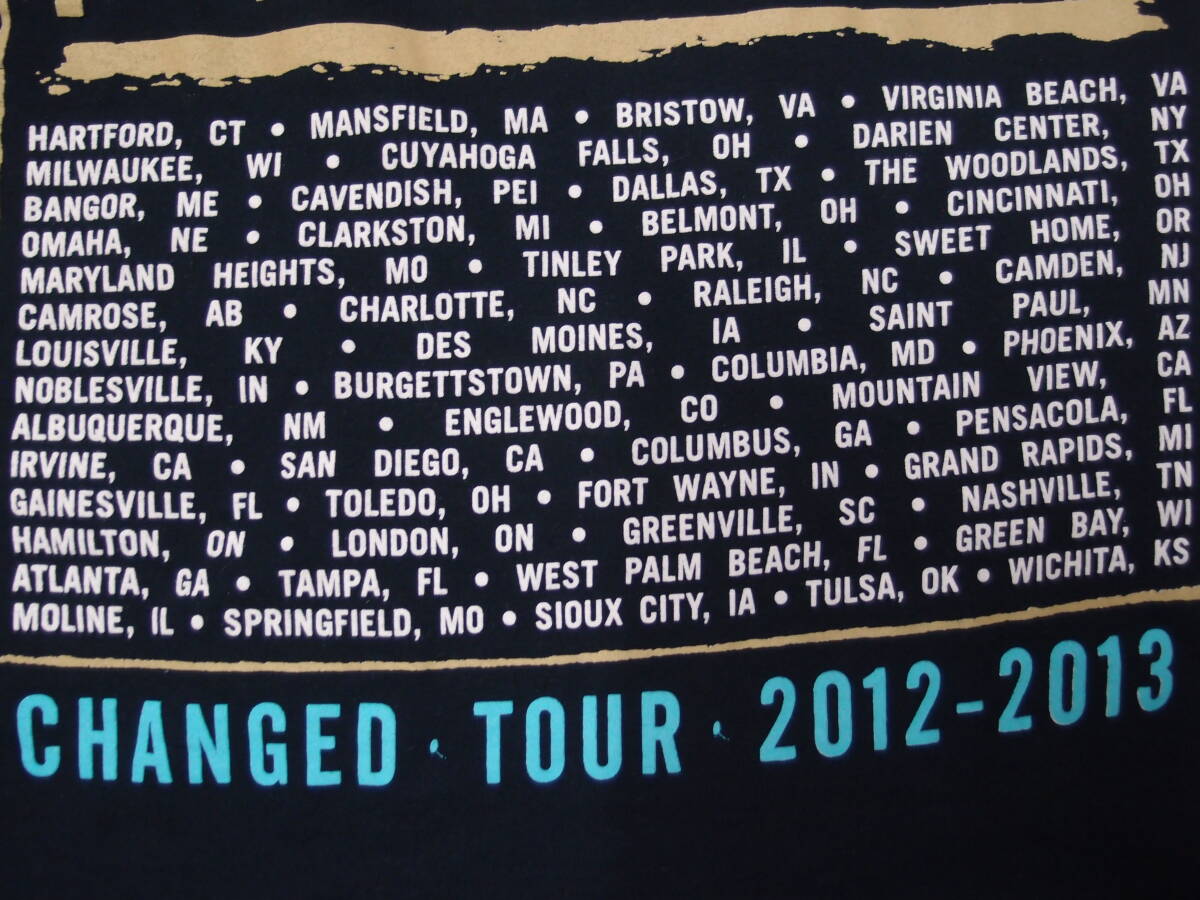 HARTFORD, CT • MANSFIELD, MA • BRISTOW, VA • VIRGINIA BEACH, VA
MILWAUKEE, WI • CUYAHOGA FALLS, OH • DARIEN CENTER, NY
BANGOR, ME • CAVENDISH, PEI • DALLAS, TX • THE WOODLANDS, TX
OMAHA, NE • CLARKSTON, MI • BELMONT, OH • CINCINNATI, OH
MARYLAND HEIGHTS, MO • TINLEY PARK, IL • SWEET HOME, OR
CAMROSE, AB • CHARLOTTE, NC • RALEIGH, NC • CAMDEN, NJ
LOUISVILLE, KY • DES MOINES, IA • SAINT PAUL, MN
NOBLESVILLE, IN • BURGETTSTOWN, PA • COLUMBIA, MD • PHOENIX, AZ
ALBUQUERQUE, NM • ENGLEWOOD, CO • MOUNTAIN VIEW, CA
IRVINE, CA • SAN DIEGO, CA • COLUMBUS, GA • PENSACOLA, FL
GAINESVILLE, FL • TOLEDO, OH • FORT WAYNE, IN • GRAND RAPIDS, MI
HAMILTON, ON • LONDON, ON • GREENVILLE, SC • NASHVILLE, TN
ATLANTA, GA • TAMPA, FL • WEST PALM BEACH, FL • GREEN BAY, WI
MOLINE, IL • SPRINGFIELD, MO • SIOUX CITY, IA • TULSA, OK • WICHITA, KS
CHANGED · TOUR · 2012-2013